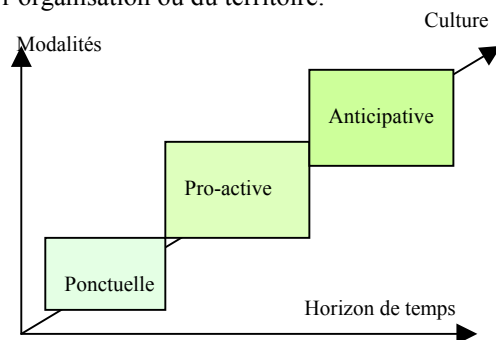 l'organisation ou du territoire.
Culture
Modalités
Anticipative
Pro-active
Ponctuelle
Horizon de temps